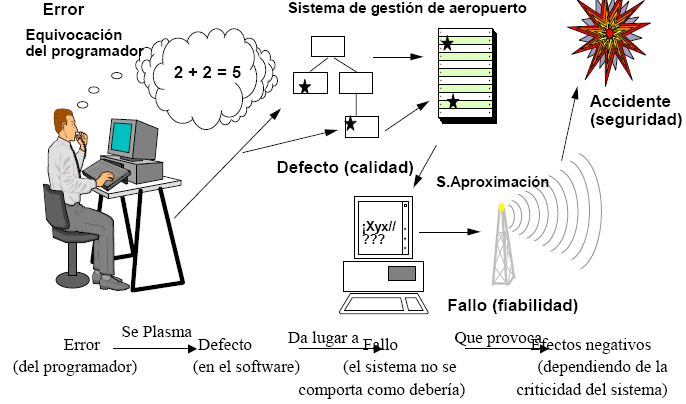 Error
Equivocación
del programador
2 + 2 = 5
Sistema de gestión de aeropuerto
Accidente
(seguridad)
Defecto (calidad)
S.Aproximación
¡Xyx//
???
Fallo (fiabilidad)
Error Se Plasma Defecto Da lugar a Fallo Que provoca Efectos negativos
(del programador) (en el software) (el sistema no se (dependiendo de la
comporta como debería) criticidad del sistema)